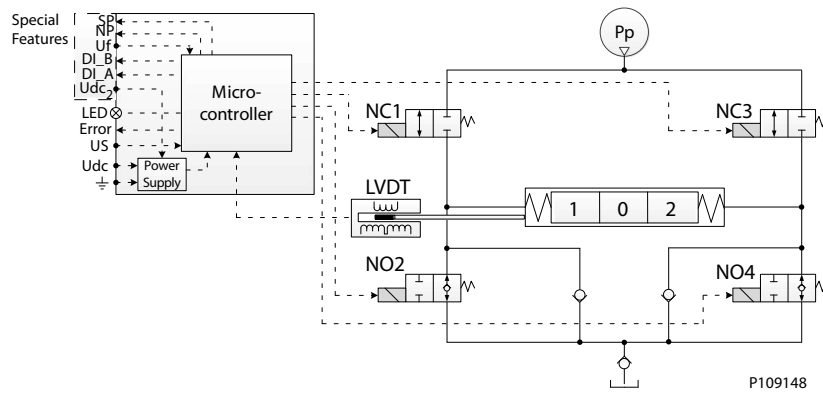 Special
Features
SP
NP
Uf
DI_B
DI_A
Udc2
LED
Error
US
Udc
Micro-
controller
Power
Supply
Pp
NC1
NC3
LVDT
1 0 2
NO2
NO4
P109148